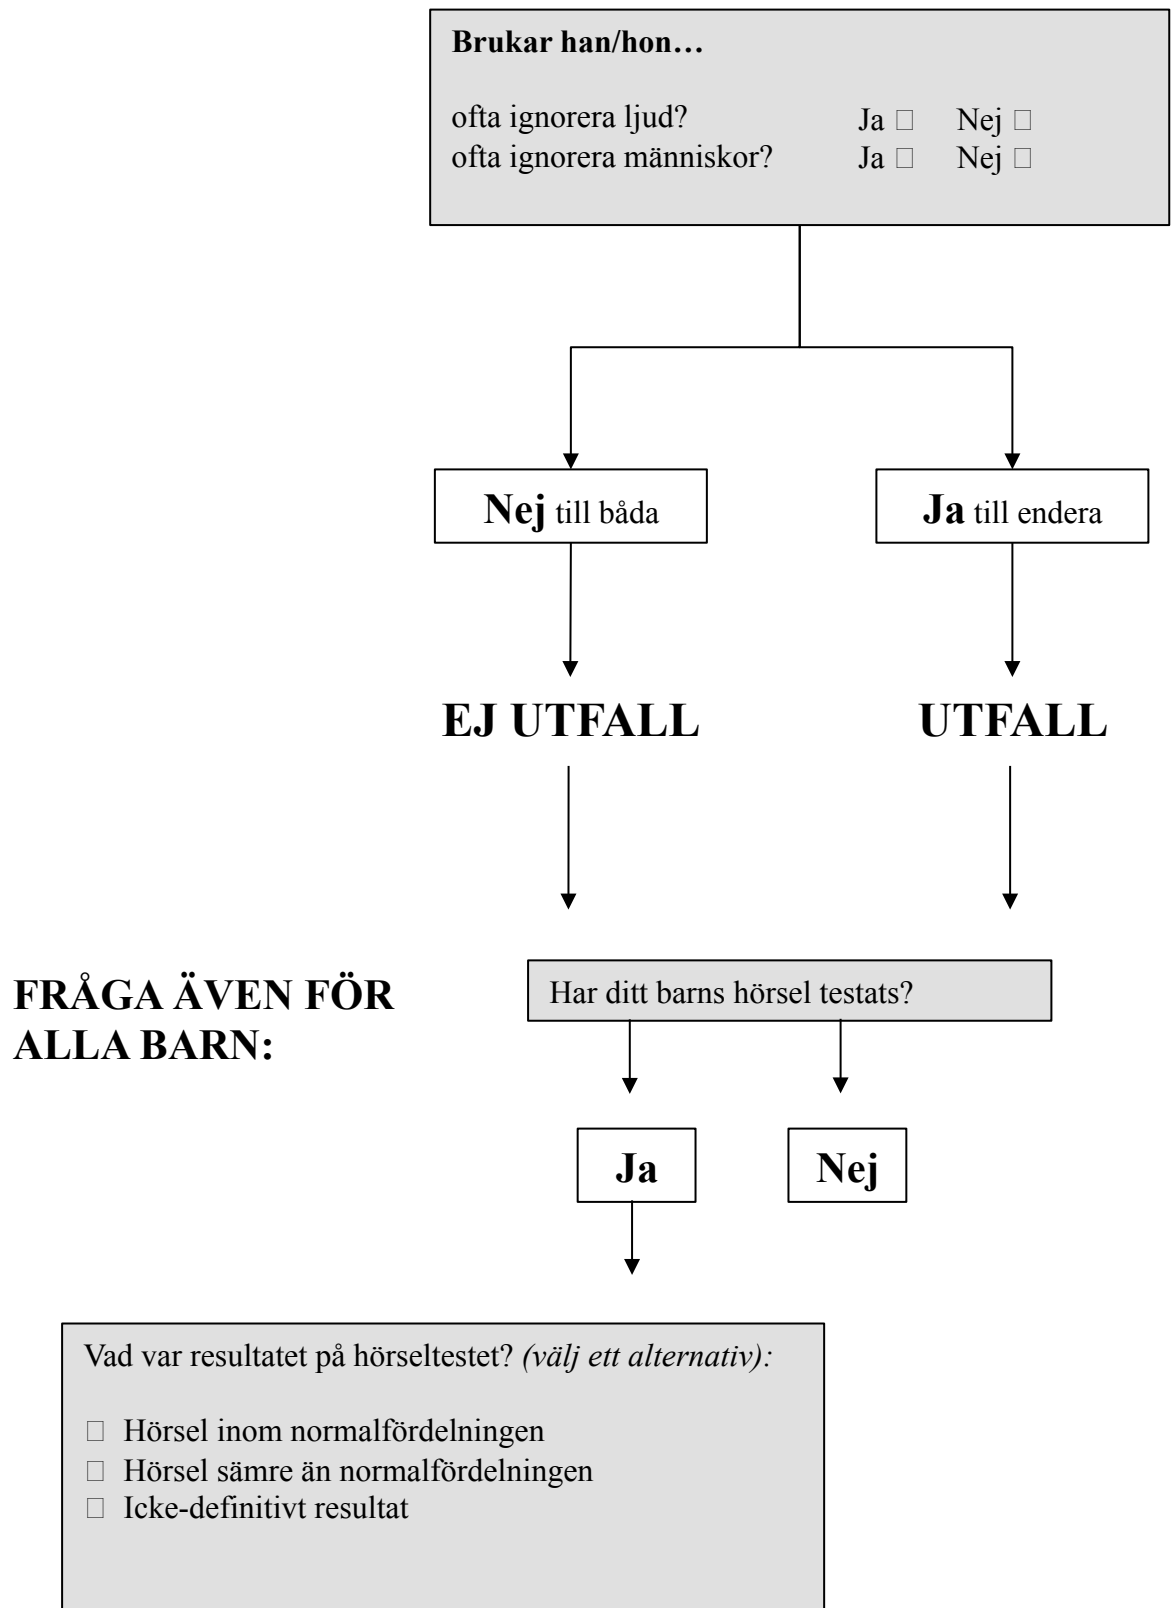 Brukar han/hon…
ofta ignorera ljud? Ja □ Nej □
ofta ignorera människor? Ja □ Nej □
Nej till båda
Ja till endera
EJ UTFALL
UTFALL
FRÅGA ÄVEN FÖR
ALLA BARN:
Har ditt barns hörsel testats?
Ja
Nej
Vad var resultatet på hörseltestet? (välj ett alternativ):
□ Hörsel inom normalfördelningen
□ Hörsel sämre än normalfördelningen
□ Icke-definitivt resultat